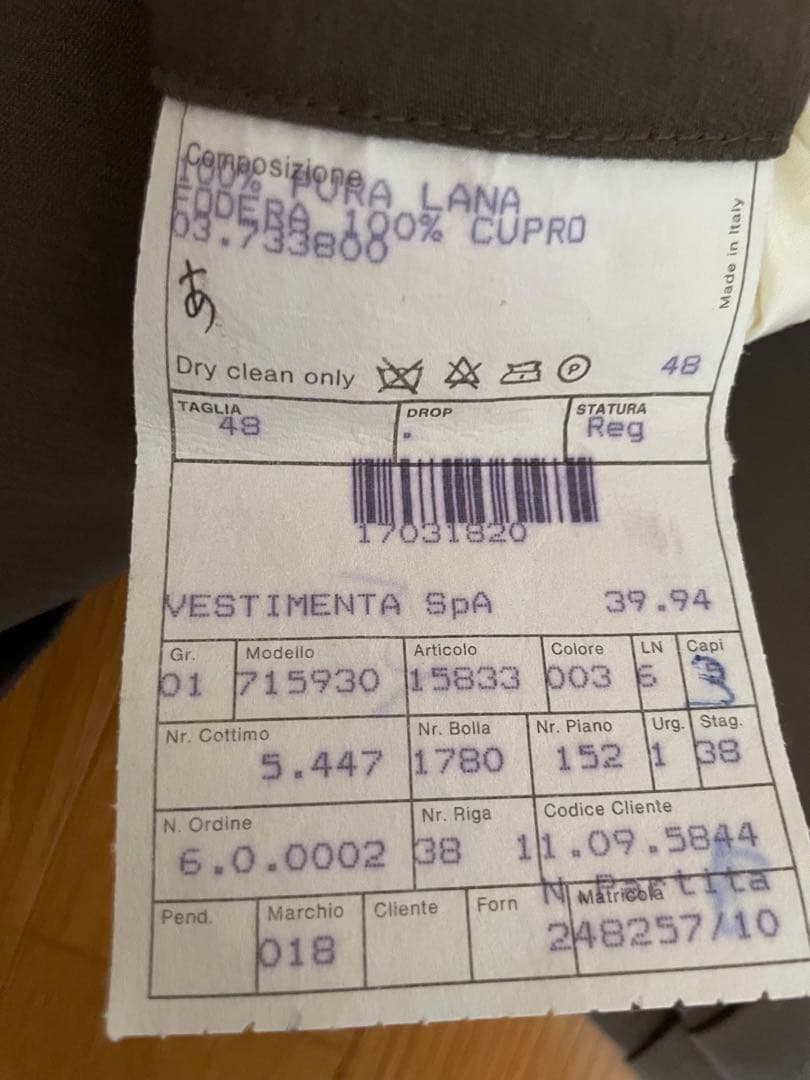 Composizione
100% PURA LANA
FODERA 100% CUPRO
03.733800
あ
Made in Italy
Dry clean only P 48
TAGLIA DROP STATURA
48 . Reg
17031820
VESTIMENTA SpA 39.94
Gr. Modello Articolo Colore LN Capi
01 715930 15833 003 6 3
Nr. Cottimo Nr. Bolla Nr. Piano Urg. Stag.
5.447 1780 152 1 38
N. Ordine Nr. Riga Codice Cliente
6.0.0002 38 11.09.5844
N Partita
Pend. Marchio Cliente Forn Matricola
018 248257/10